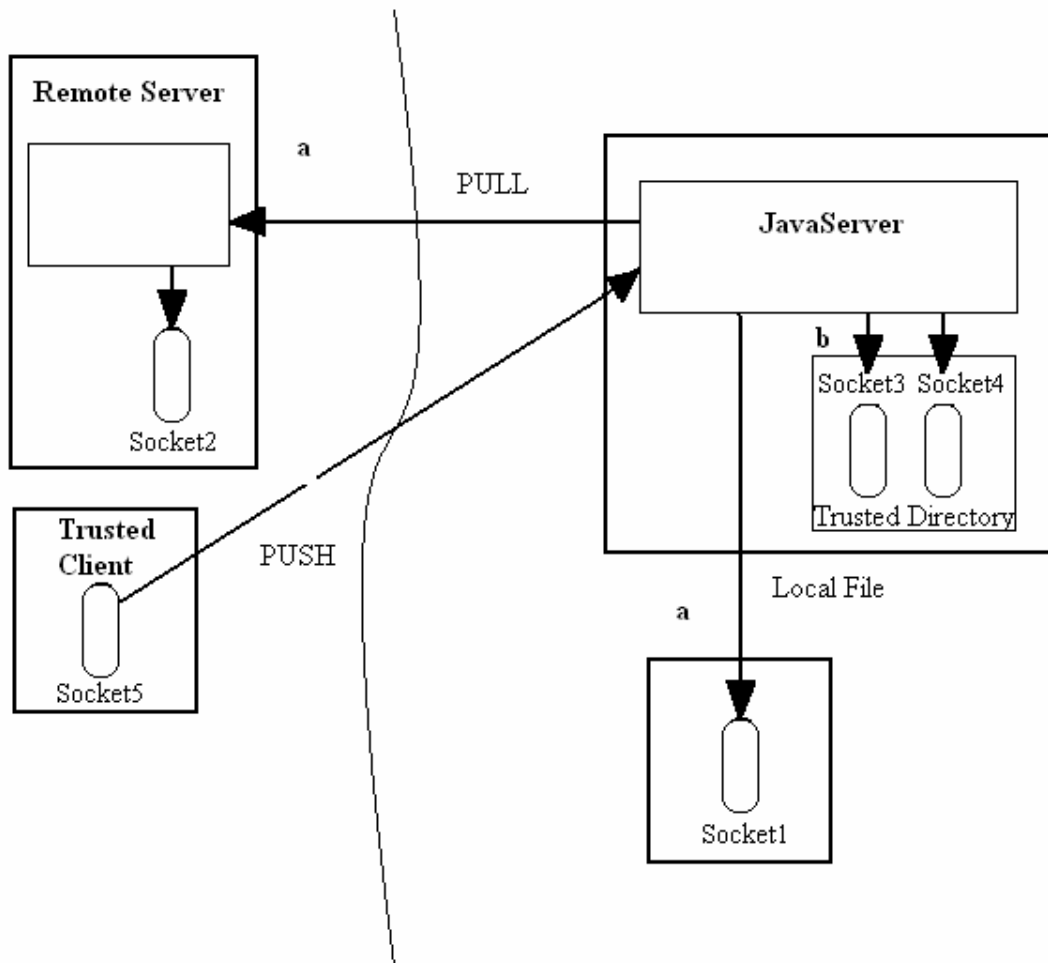 Remote Server
a
PULL
JavaServer
b
Socket3 Socket4
Socket2
Trusted Directory
Trusted
Client
PUSH
Local File
a
Socket5
Socket1